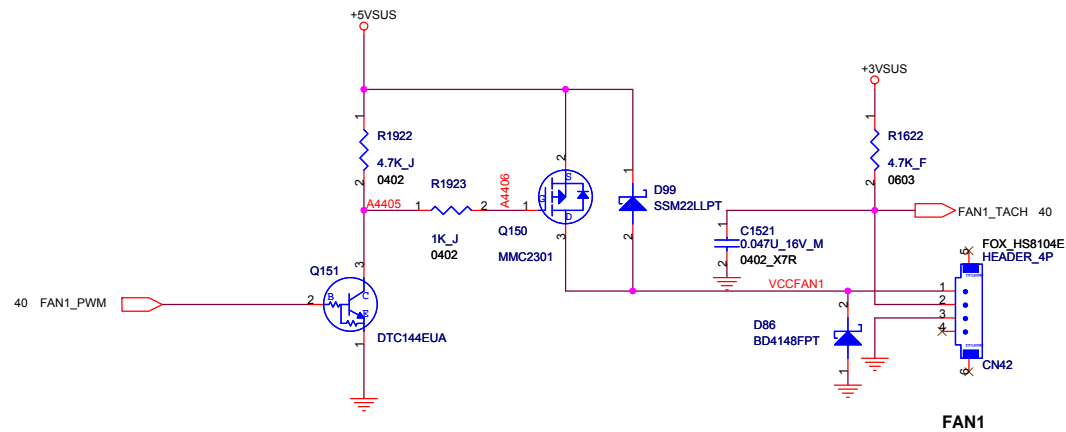 +5VSUS
+3VSUS
1
R1922
4.7K_J
0402
2
A4405
R1923
1
2
1K_J
0402
A4406
1
2
S
G
D
3
Q150
MMC2301
1
D99
SSM22LLPT
2
1
R1622
4.7K_F
0603
2
FAN1_TACH 40
1
C1521
0.047U_16V_M
0402_X7R
2
VCCFAN1
2
D86
BD4148FPT
1
5
FOX_HS8104E
HEADER_4P
1
2
3
4
6
CN42
40 FAN1_PWM
2
Q151
3
B
C
E
DTC144EUA
1
FAN1